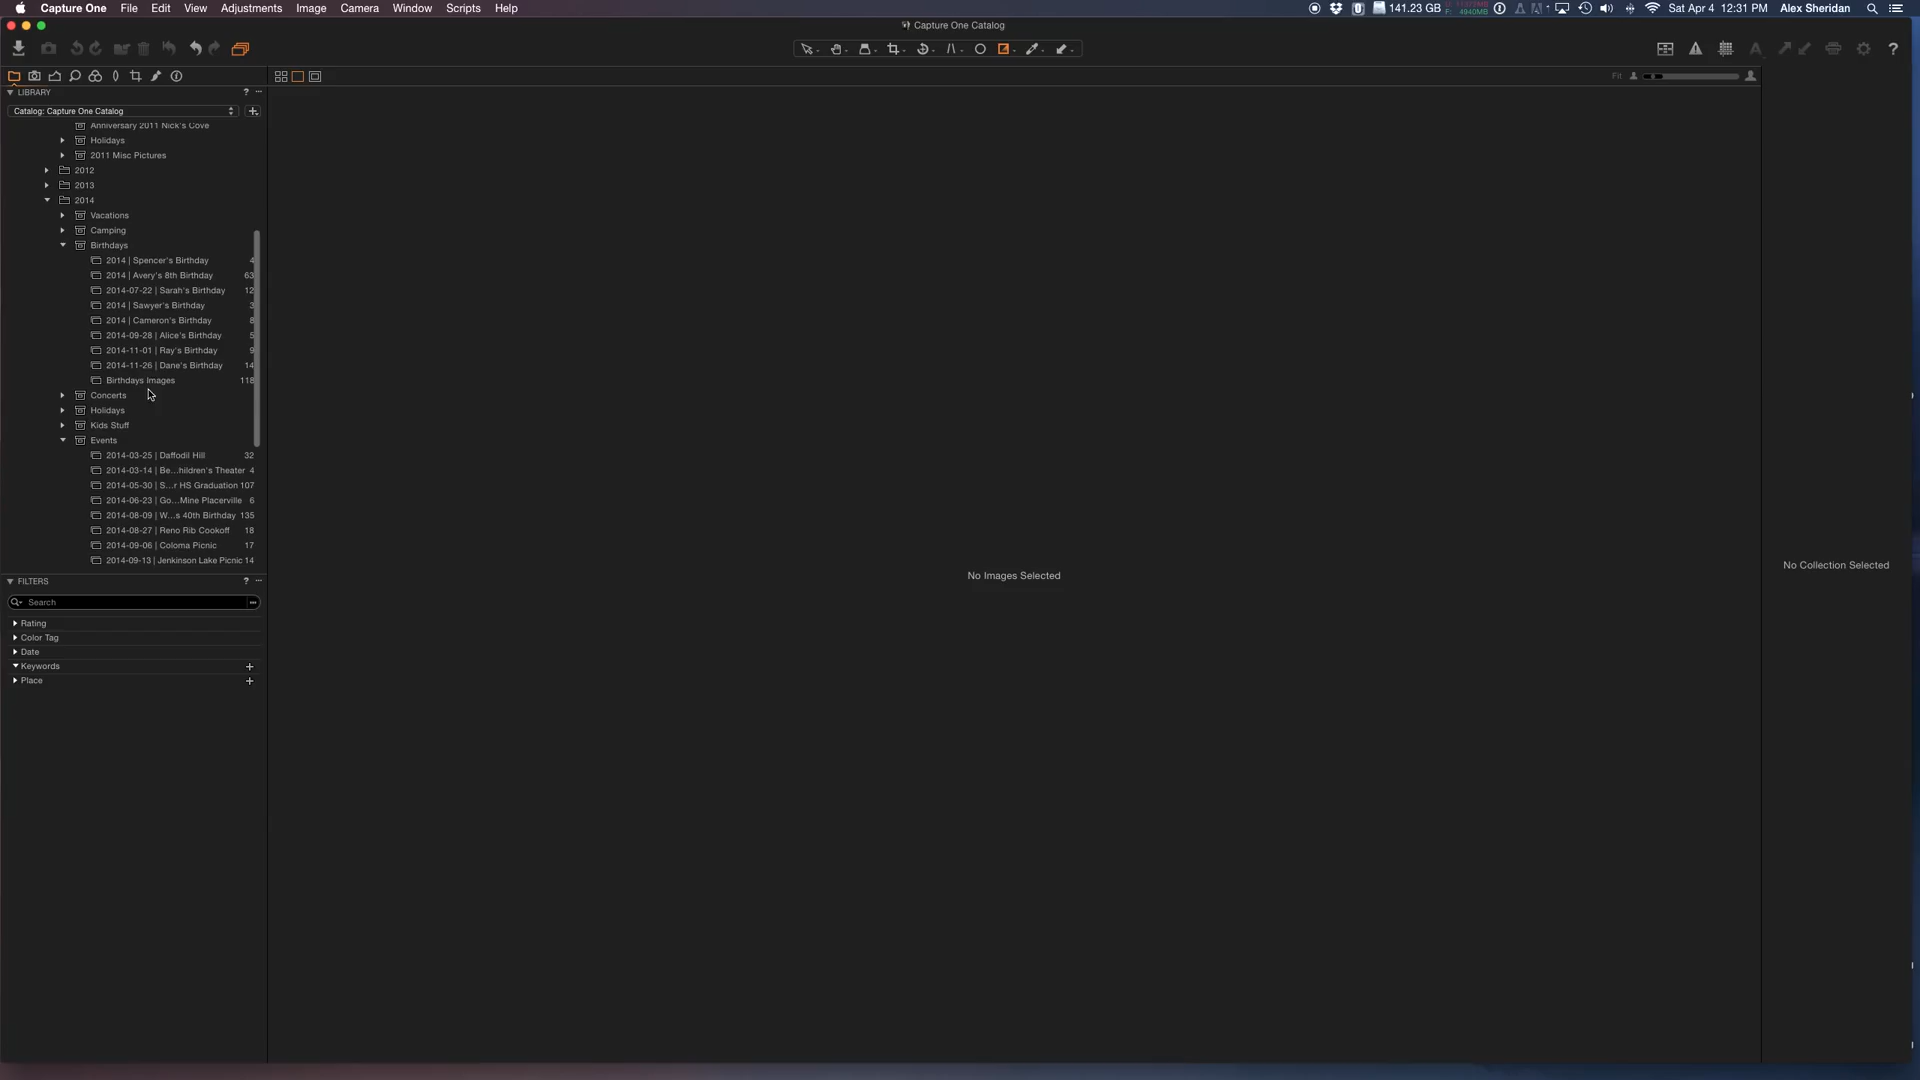 Capture One File Edit View Adjustments Image Camera Window Scripts Help 141.23 GB Sat Apr 4 12:31 PM Alex Sheridan
Capture One Catalog
Fit
LIBRARY ? ...
Catalog: Capture One Catalog
Anniversary 2011 Nick's Cove
Holidays
2011 Misc Pictures
2012
2013
2014
Vacations
Camping
Birthdays
2014 | Spencer's Birthday 4
2014 | Avery's 8th Birthday 63
2014-07-22 | Sarah's Birthday 12
2014 | Sawyer's Birthday 3
2014 | Cameron's Birthday 8
2014-09-28 | Alice's Birthday 5
2014-11-01 | Ray's Birthday 9
2014-11-26 | Dane's Birthday 14
Birthdays Images 118
Concerts
Holidays
Kids Stuff
Events
2014-03-25 | Daffodil Hill 32
2014-03-14 | Be...hildren's Theater 4
2014-05-30 | S...r HS Graduation 107
2014-06-23 | Go...Mine Placerville 6
2014-08-09 | W...s 40th Birthday 135
2014-08-27 | Reno Rib Cookoff 18
2014-09-06 | Coloma Picnic 17
2014-09-13 | Jenkinson Lake Picnic 14
FILTERS ? ...
Search
Rating
Color Tag
Date
Keywords +
Place +
No Images Selected
No Collection Selected